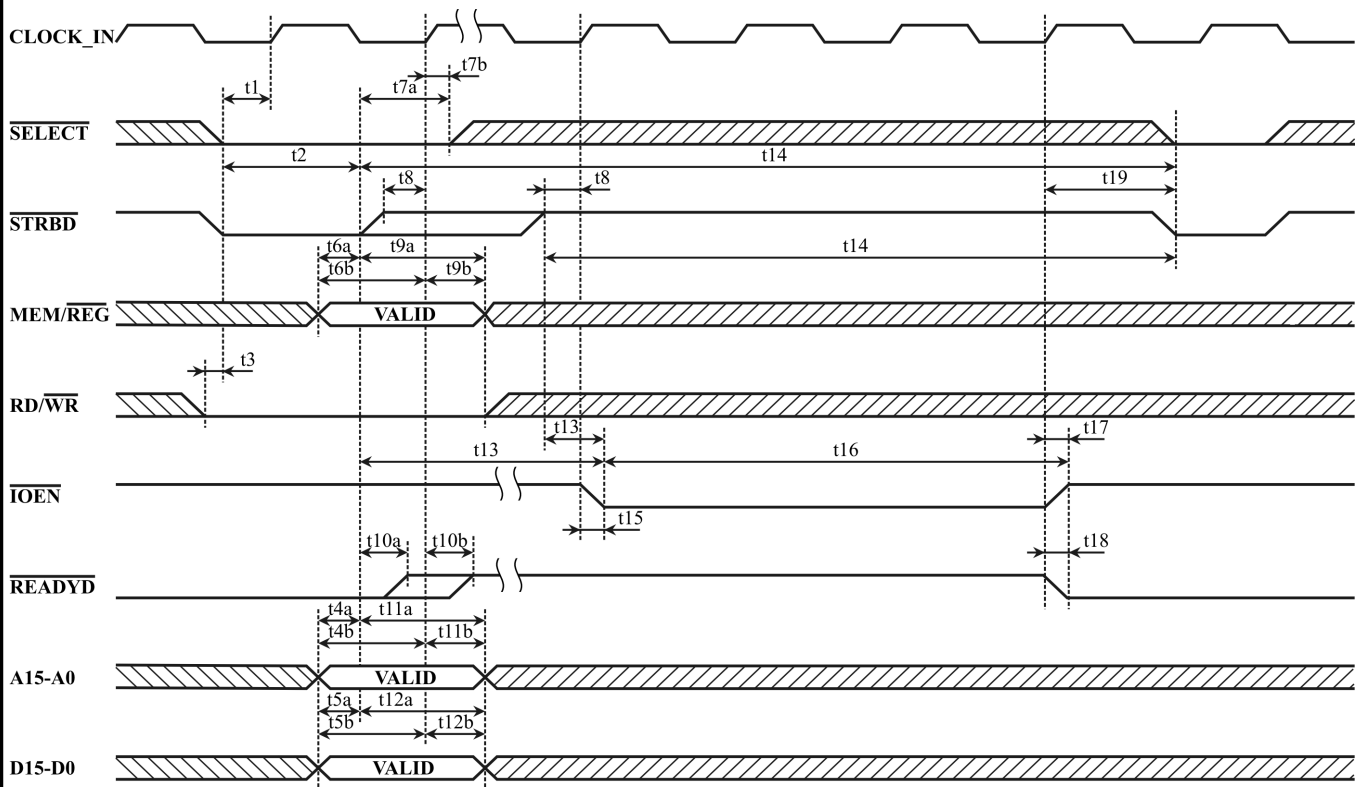 CLOCK_IN
t7b
t1
t7a
SELECT
t2
t14
t8
t8
t19
STRBD
t6a
t9a
t14
t6b
t9b
MEM/REG
VALID
t3
RD/WR
t13
t17
t13
t16
IOEN
t15
t10a
t10b
t18
READYD
t4a
t11a
t4b
t11b
A15-A0
VALID
t5a
t12a
t5b
t12b
D15-D0
VALID